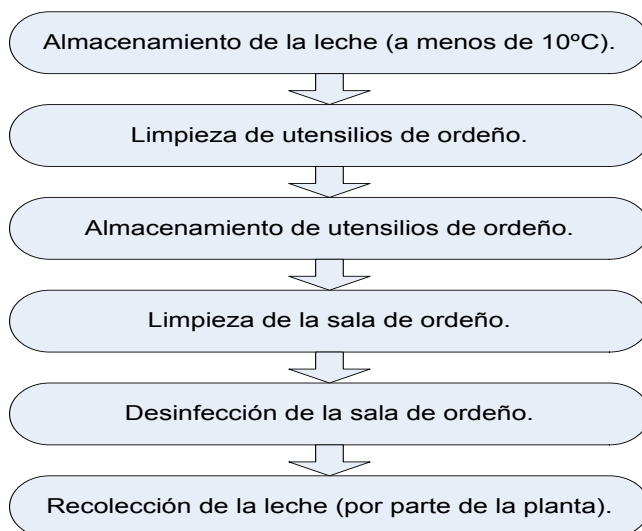 Almacenamiento de la leche (a menos de 10ºC).
Limpieza de utensilios de ordeño.
Almacenamiento de utensilios de ordeño.
Limpieza de la sala de ordeño.
Desinfección de la sala de ordeño.
Recolección de la leche (por parte de la planta).